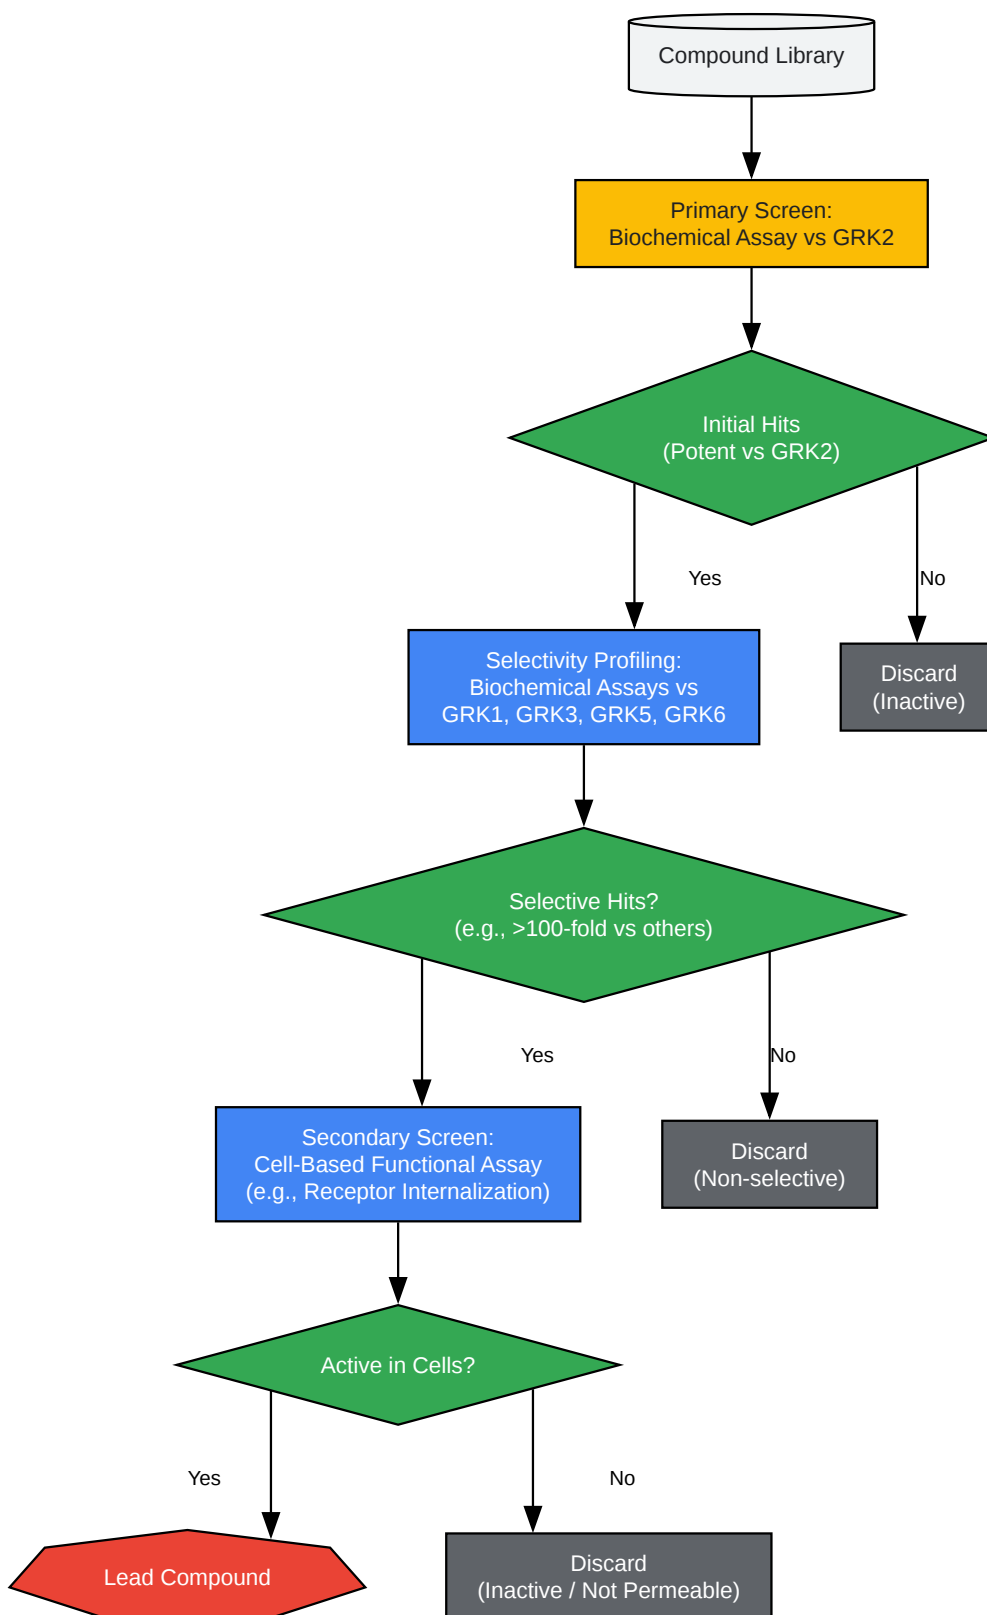 Compound Library
Primary Screen:
Biochemical Assay vs GRK2
Initial Hits
(Potent vs GRK2)
Yes
No
Selectivity Profiling:
Biochemical Assays vs
GRK1, GRK3, GRK5, GRK6
Discard
(Inactive)
Selective Hits?
(e.g., >100-fold vs others)
Yes
No
Secondary Screen:
Cell-Based Functional Assay
(e.g., Receptor Internalization)
Discard
(Non-selective)
Active in Cells?
Yes
No
Lead Compound
Discard
(Inactive / Not Permeable)